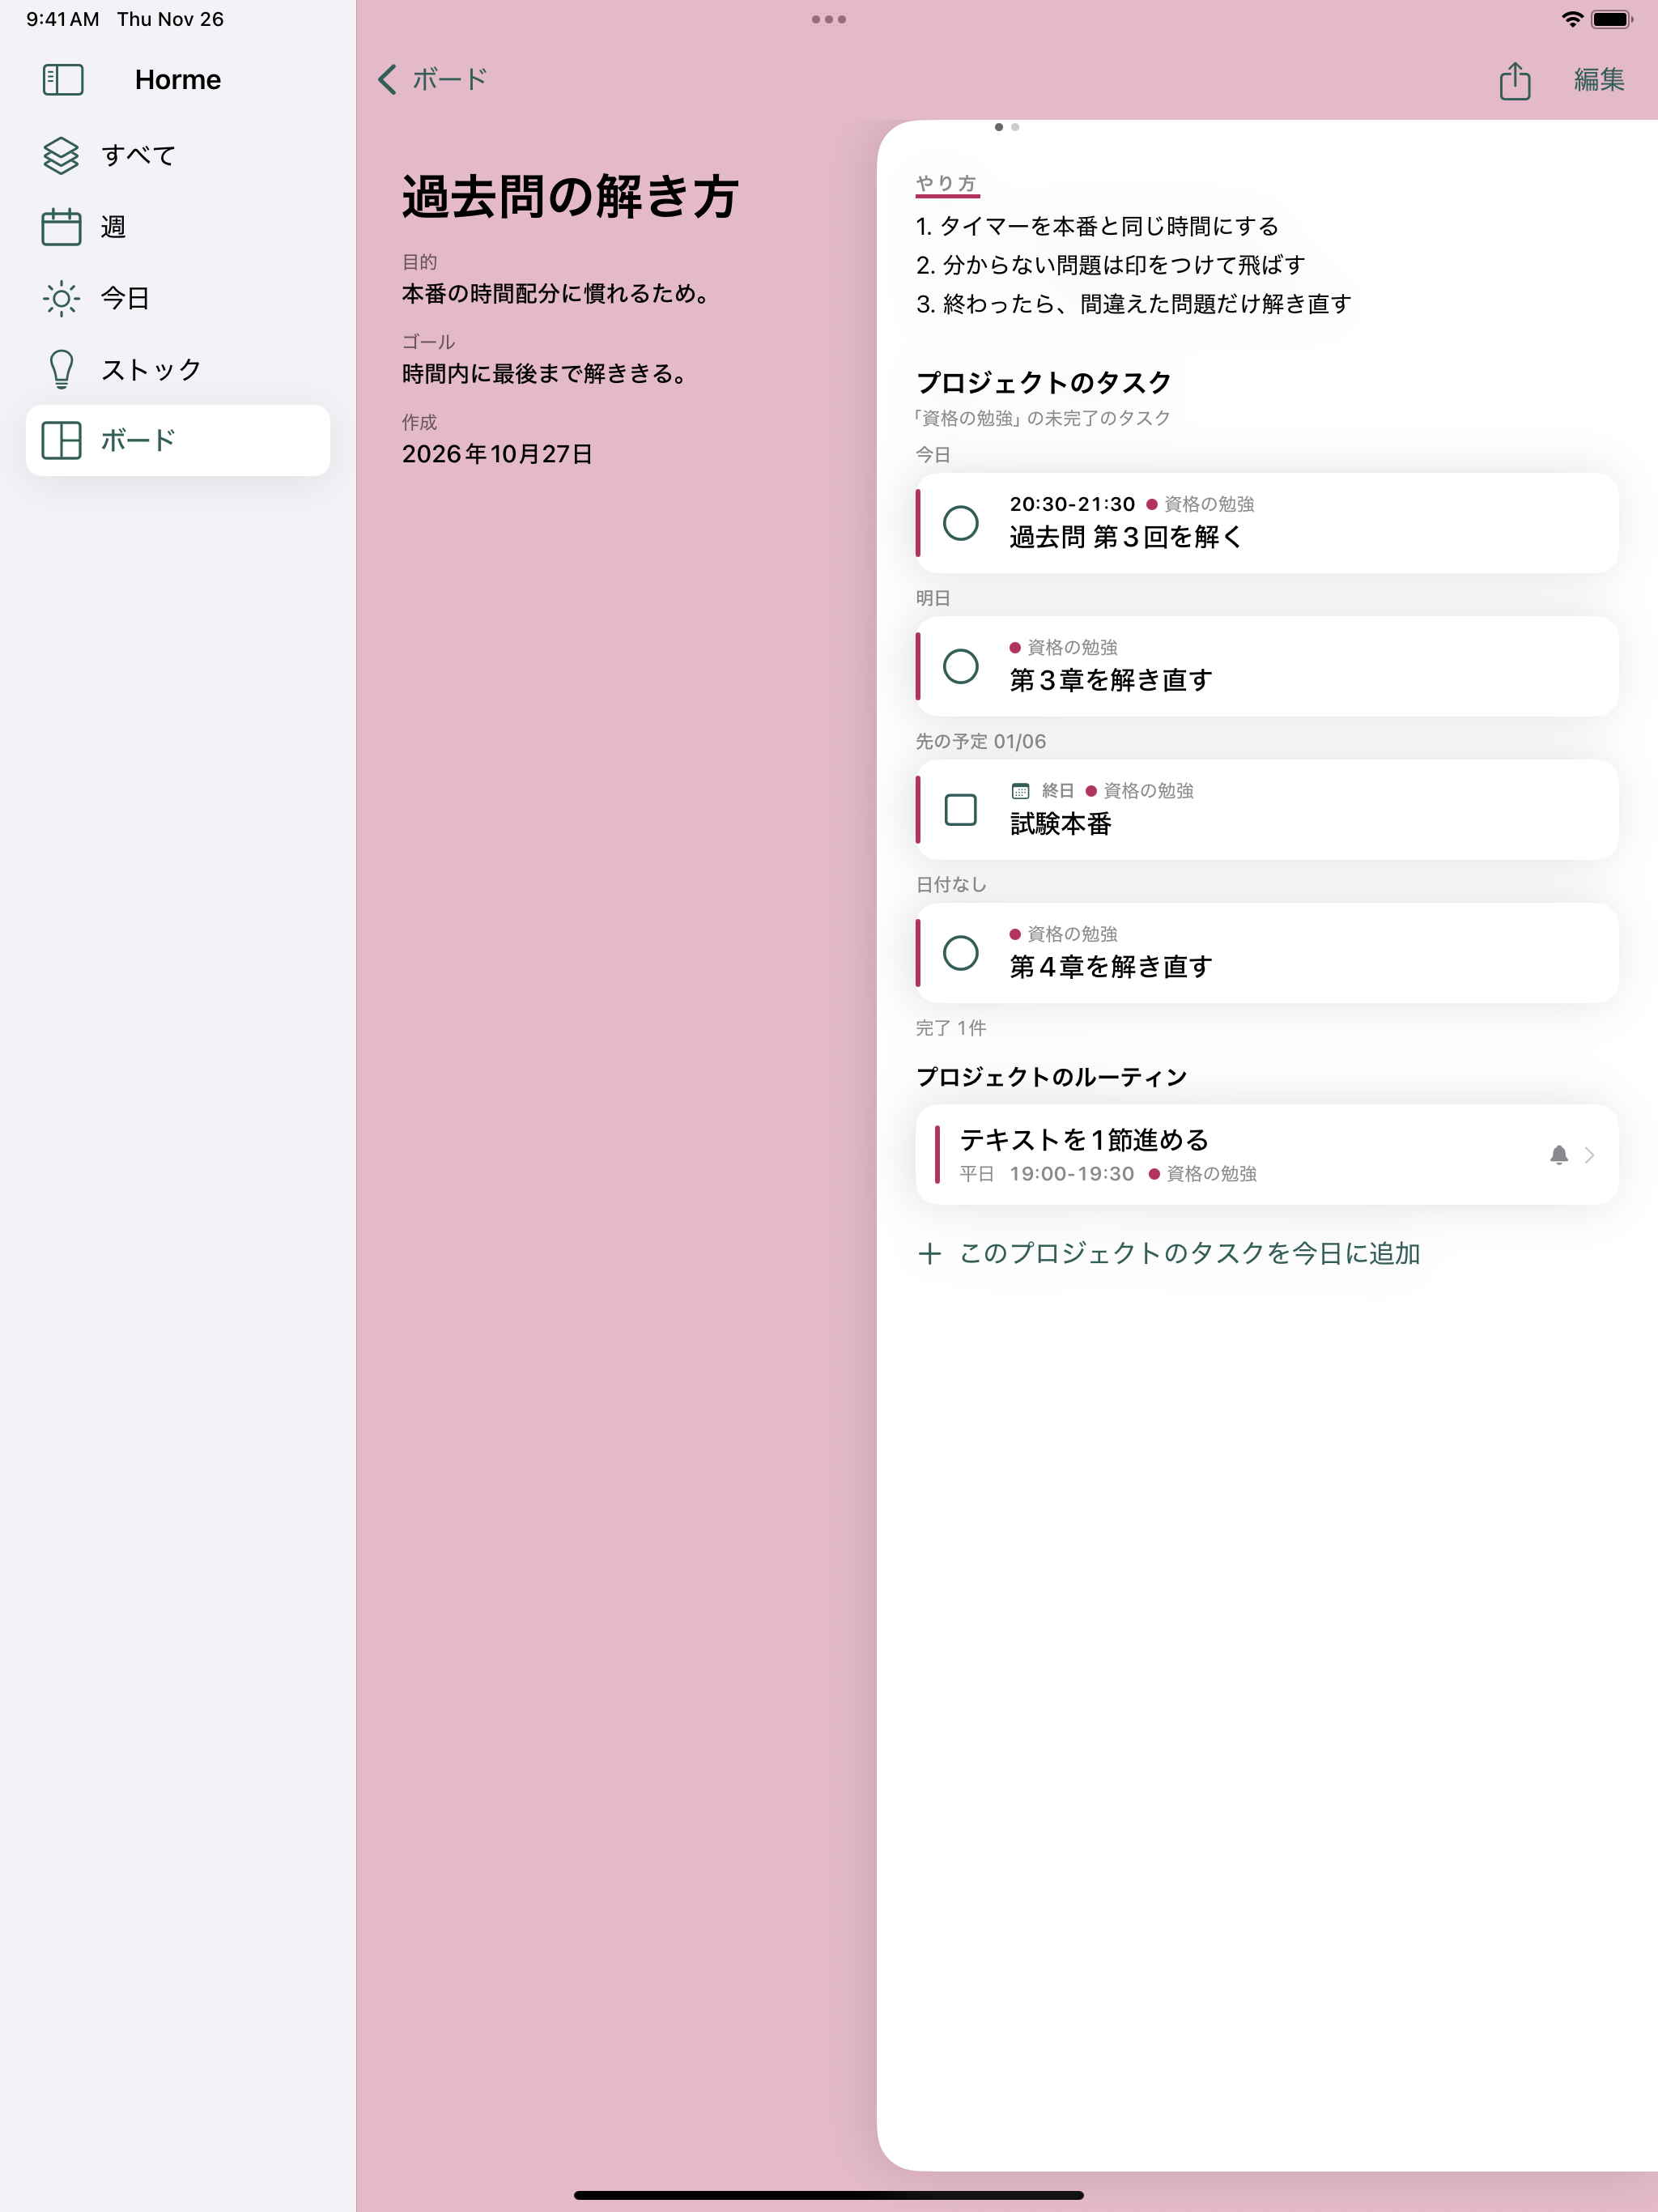 9:41 AM Thu Nov 26
Horme
すべて
週
今日
ストック
ボード
ボード
編集
過去問の解き方
目的
本番の時間配分に慣れるため。
ゴール
時間内に最後まで解ききる。
作成
2026年10月27日
やり方
1. タイマーを本番と同じ時間にする
2. 分からない問題は印をつけて飛ばす
3. 終わったら、間違えた問題だけ解き直す
プロジェクトのタスク
「資格の勉強」の未完了のタスク
今日
20:30-21:30 資格の勉強
過去問 第3回を解く
明日
資格の勉強
第3章を解き直す
先の予定 01/06
終日 資格の勉強
試験本番
日付なし
資格の勉強
第4章を解き直す
完了 1件
プロジェクトのルーティン
テキストを1節進める
平日 19:00-19:30 資格の勉強
このプロジェクトのタスクを今日に追加